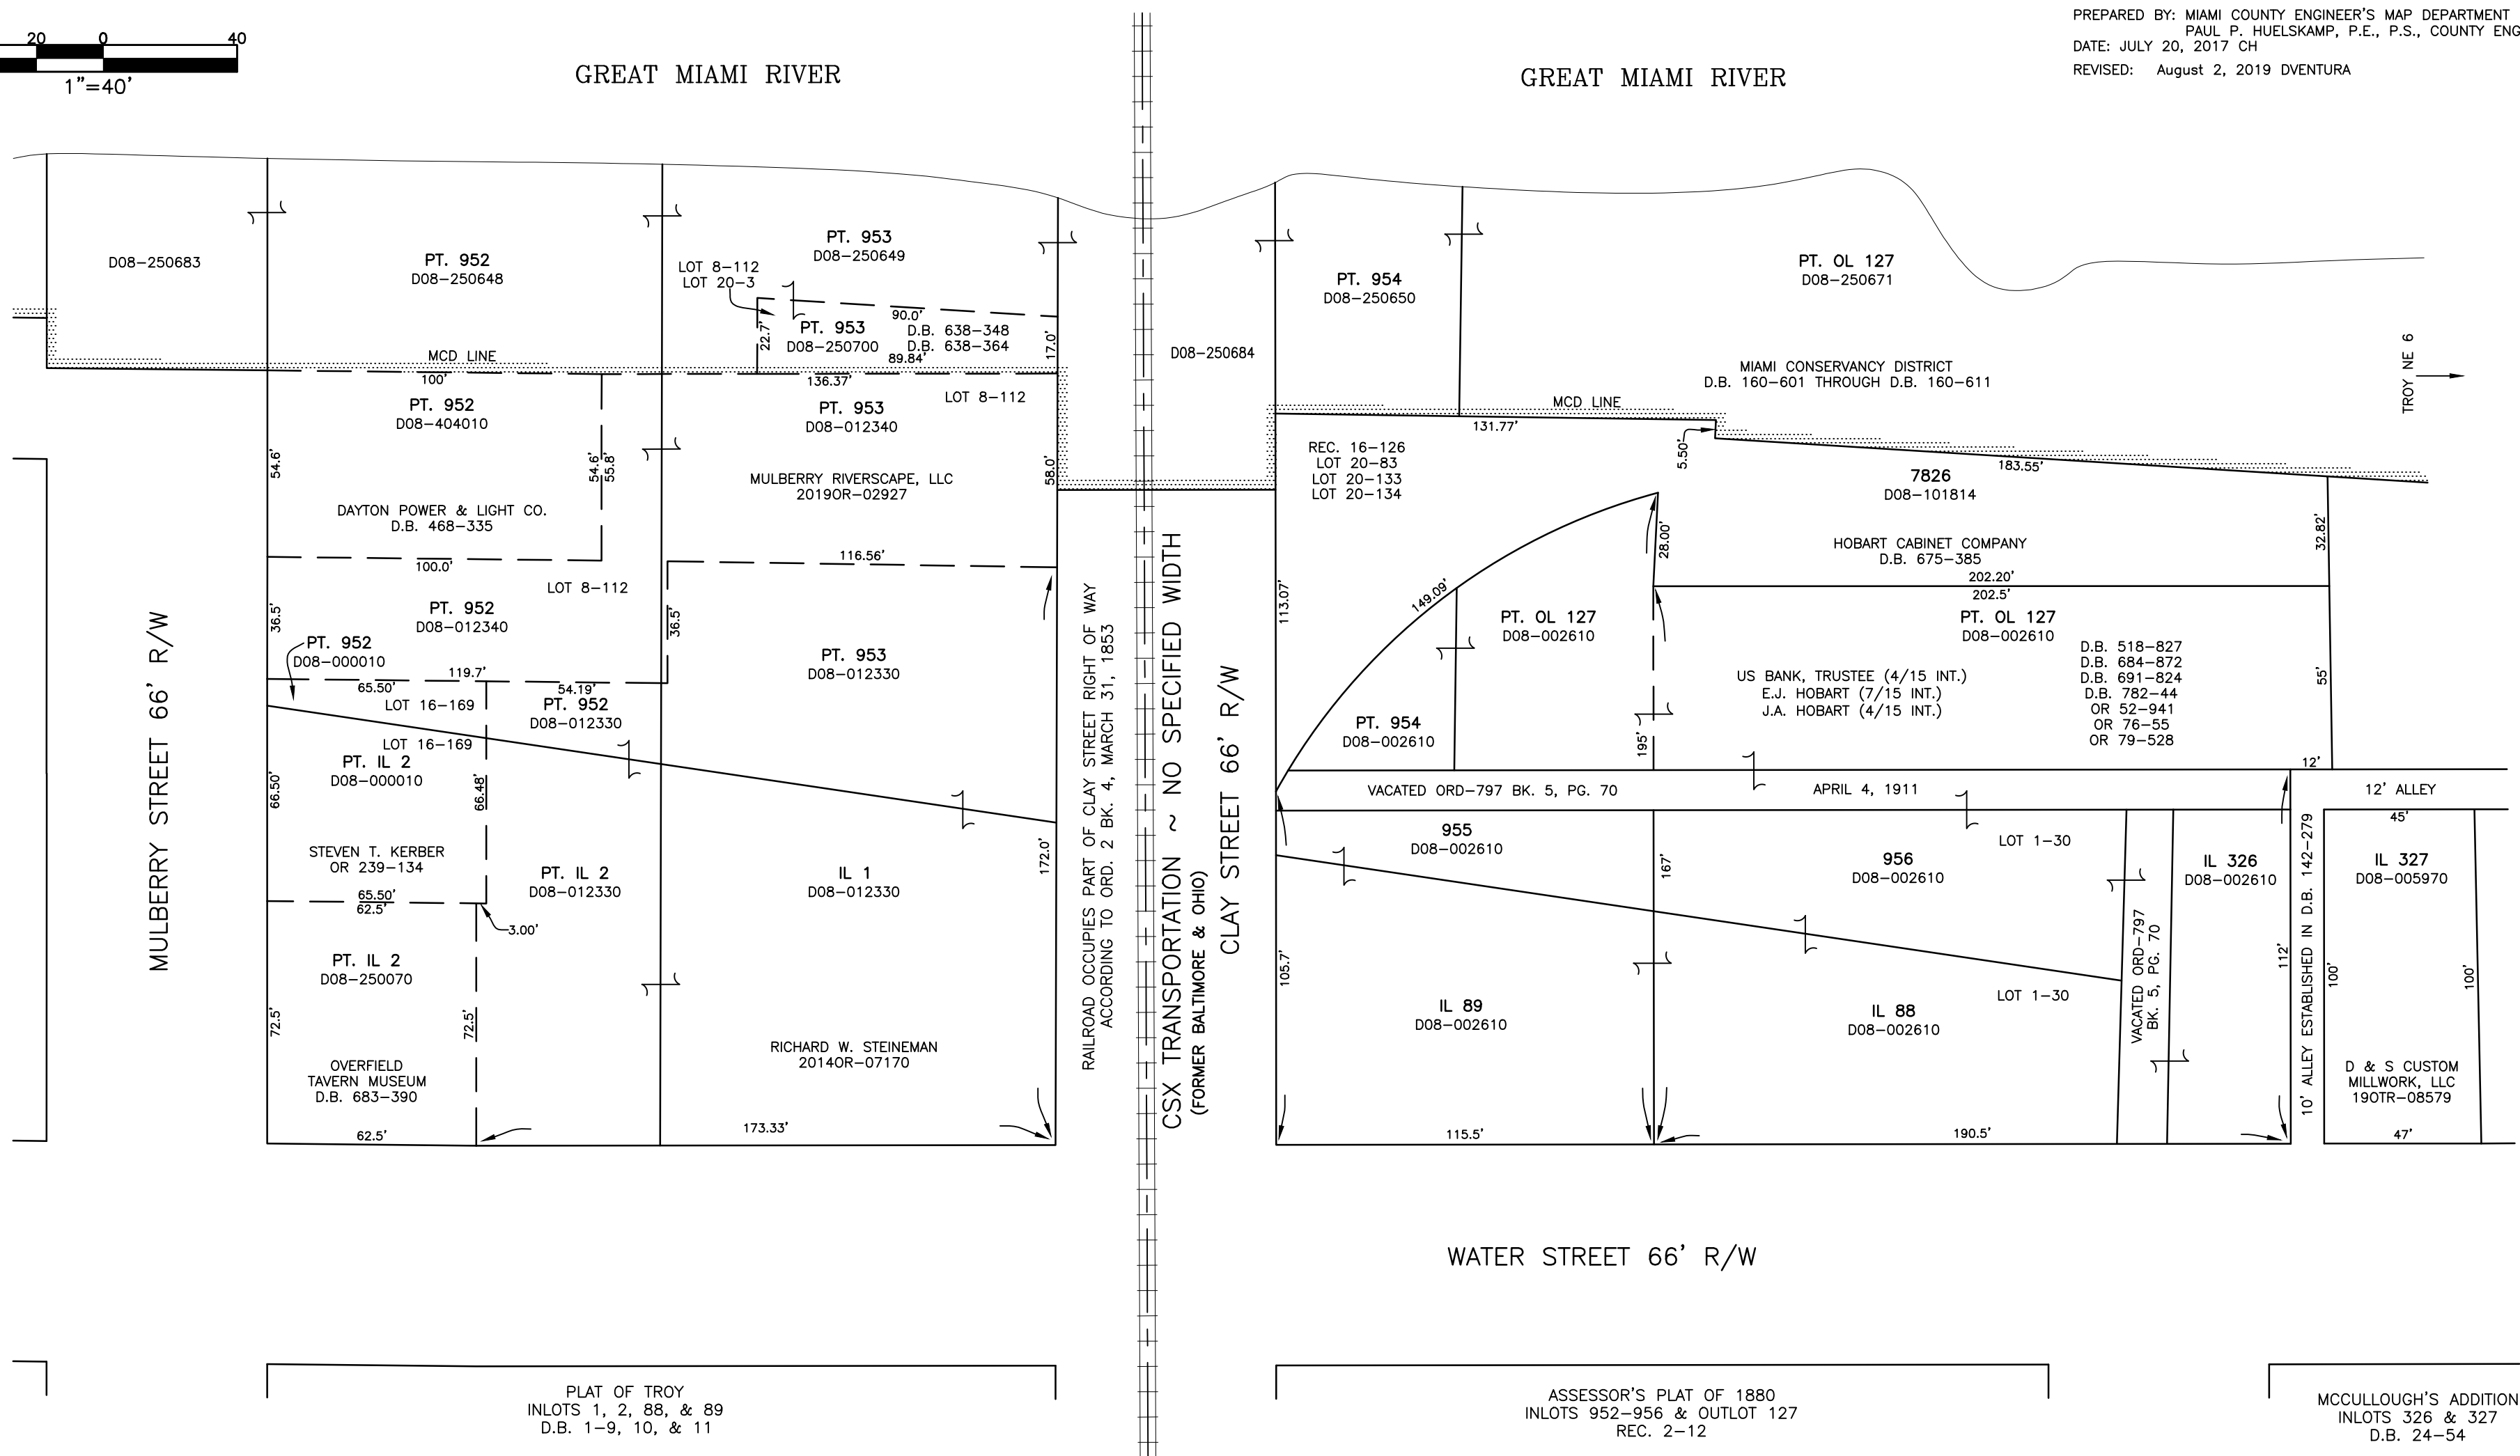 20 0 40
1"=40'
GREAT MIAMI RIVER
GREAT MIAMI RIVER
PREPARED BY: MIAMI COUNTY ENGINEER'S MAP DEPARTMENT
PAUL P. HUELSKAMP, P.E., P.S., COUNTY ENG
DATE: JULY 20, 2017 CH
REVISED: August 2, 2019 DVENTURA
D08-250683
PT. 952
D08-250648
LOT 8-112
LOT 20-3
PT. 953
D08-250649
22.7'
PT. 953
D08-250700
90.0'
D.B. 638-348
D.B. 638-364
89.84'
17.0'
MCD LINE
100'
136.37'
LOT 8-112
PT. 952
D08-404010
PT. 953
D08-012340
54.6'
54.6'
55.8'
58.0'
MULBERRY RIVERSCAPE, LLC
2019OR-02927
DAYTON POWER & LIGHT CO.
D.B. 468-335
100.0'
116.56'
LOT 8-112
PT. 952
D08-012340
36.5'
36.5'
PT. 952
D08-000010
119.7'
65.50'
54.19'
LOT 16-169
PT. 952
D08-012330
PT. 953
D08-012330
LOT 16-169
PT. IL 2
D08-000010
66.50'
66.48'
STEVEN T. KERBER
OR 239-134
65.50'
62.5'
3.00'
PT. IL 2
D08-012330
IL 1
D08-012330
172.0'
PT. IL 2
D08-250070
72.5'
72.5'
OVERFIELD
TAVERN MUSEUM
D.B. 683-390
RICHARD W. STEINEMAN
2014OR-07170
62.5'
173.33'
MULBERRY STREET 66' R/W
RAILROAD OCCUPIES PART OF CLAY STREET RIGHT OF WAY
ACCORDING TO ORD. 2 BK. 4, MARCH 31, 1853
CSX TRANSPORTATION ~ NO SPECIFIED WIDTH
(FORMER BALTIMORE & OHIO)
CLAY STREET 66' R/W
D08-250684
PT. 954
D08-250650
PT. OL 127
D08-250671
MIAMI CONSERVANCY DISTRICT
D.B. 160-601 THROUGH D.B. 160-611
MCD LINE
TROY NE 6
131.77'
5.50'
183.55'
REC. 16-126
LOT 20-83
LOT 20-133
LOT 20-134
7826
D08-101814
HOBART CABINET COMPANY
D.B. 675-385
28.00'
32.82'
202.20'
202.5'
113.07'
149.09'
PT. OL 127
D08-002610
PT. OL 127
D08-002610
US BANK, TRUSTEE (4/15 INT.)
E.J. HOBART (7/15 INT.)
J.A. HOBART (4/15 INT.)
D.B. 518-827
D.B. 684-872
D.B. 691-824
D.B. 782-44
OR 52-941
OR 76-55
OR 79-528
55'
PT. 954
D08-002610
195'
12'
VACATED ORD-797 BK. 5, PG. 70
APRIL 4, 1911
12' ALLEY
955
D08-002610
167'
956
D08-002610
LOT 1-30
IL 326
D08-002610
45'
IL 327
D08-005970
105.7'
IL 89
D08-002610
IL 88
D08-002610
LOT 1-30
VACATED ORD-797
BK. 5, PG. 70
112'
10' ALLEY ESTABLISHED IN D.B. 142-279
100'
100'
D & S CUSTOM
MILLWORK, LLC
19OTR-08579
115.5'
190.5'
47'
WATER STREET 66' R/W
PLAT OF TROY
INLOTS 1, 2, 88, & 89
D.B. 1-9, 10, & 11
ASSESSOR'S PLAT OF 1880
INLOTS 952-956 & OUTLOT 127
REC. 2-12
MCCULLOUGH'S ADDITION
INLOTS 326 & 327
D.B. 24-54